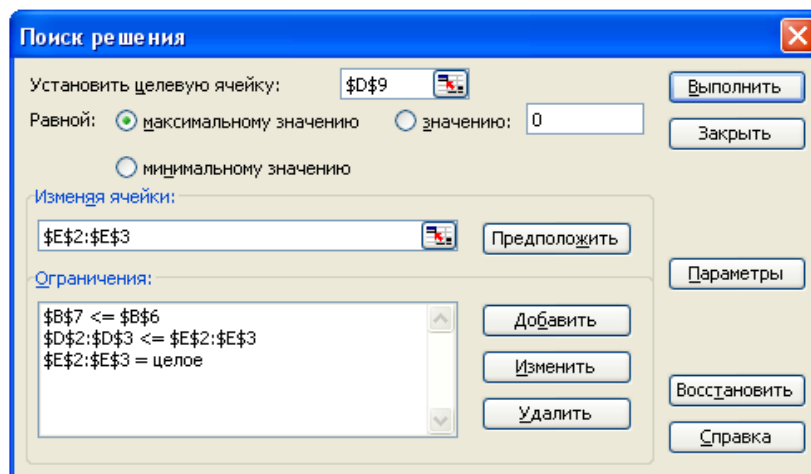 Поиск решения
Установить целевую ячейку: $D$9
Выполнить
Равной: максимальному значению значению: 0
Закрыть
минимальному значению
Изменяя ячейки:
$E$2:$E$3
Предположить
Параметры
Ограничения:
$B$7 <= $B$6
$D$2:$D$3 <= $E$2:$E$3
$E$2:$E$3 = целое
Добавить
Изменить
Удалить
Восстановить
Справка